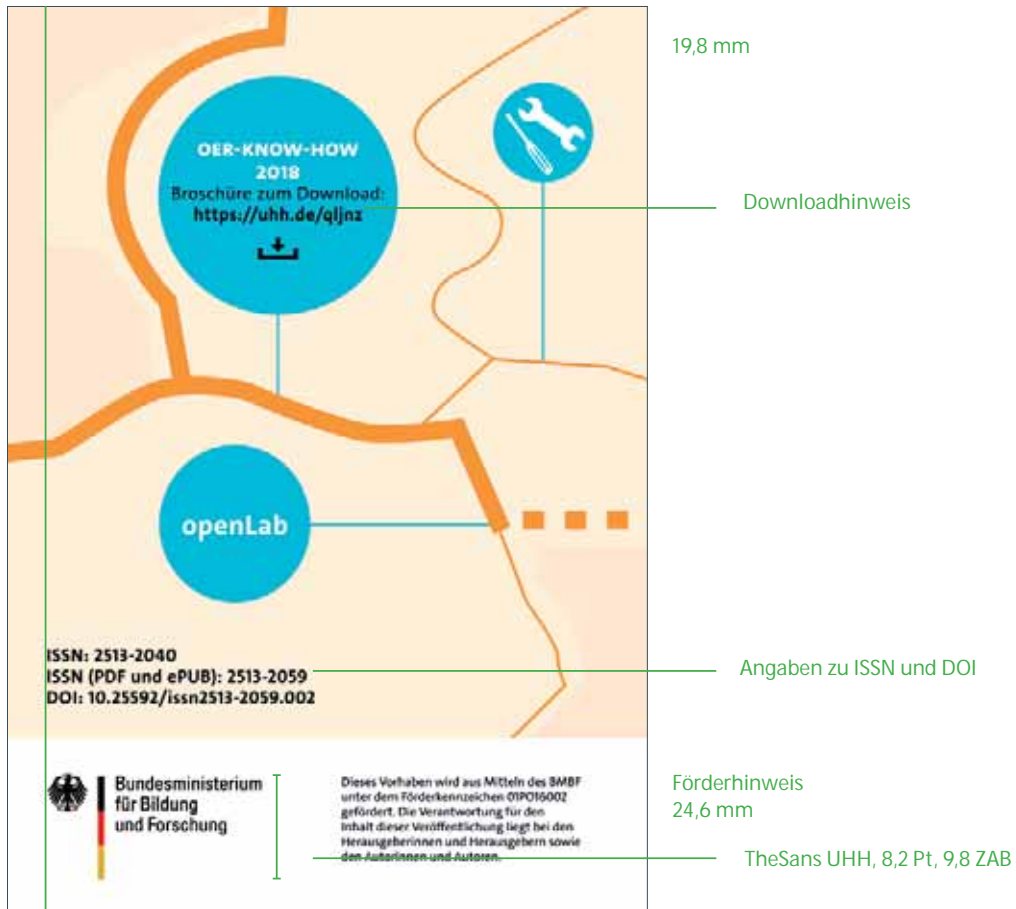 19,8 mm
OER-KNOW-HOW
2018
Broschüre zum Download:
https://uhh.de/qljnz
Downloadhinweis
openLab
ISSN: 2513-2040
ISSN (PDF und ePUB): 2513-2059
DOI: 10.25592/issn2513-2059.002
Angaben zu ISSN und DOI
Bundesministerium
für Bildung
und Forschung
Dieses Vorhaben wird aus Mitteln des BMBF
unter dem Förderkennzeichen 01PO16002
gefördert. Die Verantwortung für den
Inhalt dieser Veröffentlichung liegt bei den
Herausgeberinnen und Herausgebern sowie
den Autorinnen und Autoren.
Förderhinweis
24,6 mm
TheSans UHH, 8,2 Pt, 9,8 ZAB